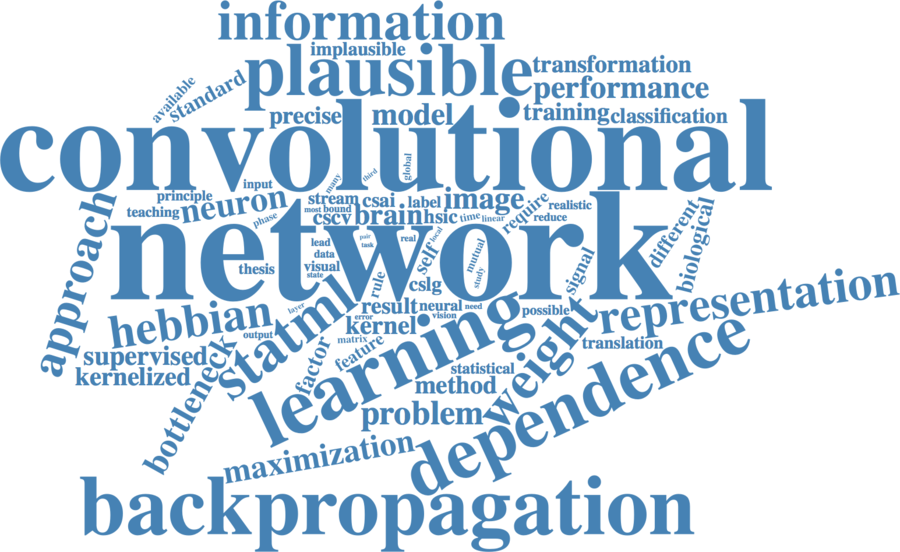 information
implausible
plausible
transformation
available
standard
performance
precise
model
training
classification
convolutional
global
third
many
input
principle
neuron
teaching
phase
stream
csai
label
image
most
bound
cscv
brain
hsic
time
linear
require
realistic
reduce
different
biological
approach
network
lead
pair
task
real
local
self
mutual
study
data
thesis
visual
state
rule
cslg
signal
layer
result
neural
need
possible
representation
hebbian
statml
error
vision
kernel
learning
weight
output
matrix
translation
supervised
bottleneck
factor
feature
kernelized
statistical
method
dependence
problem
maximization
backpropagation